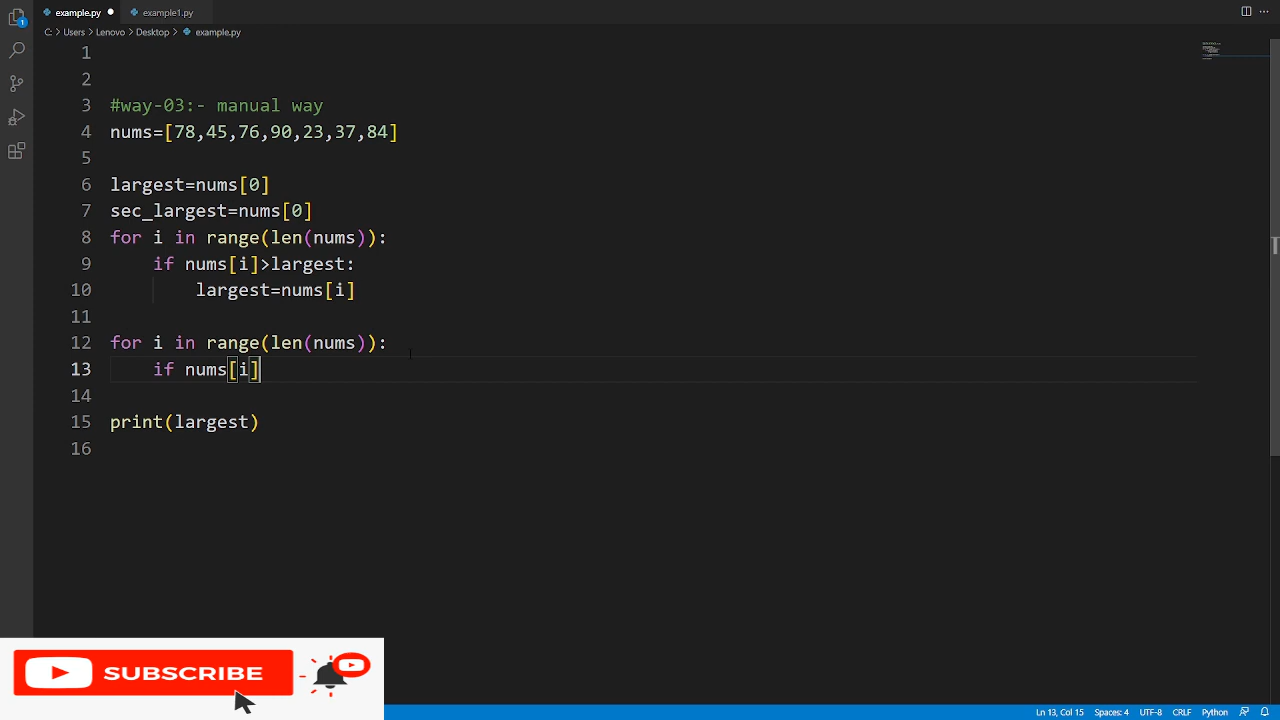 example.py
example1.py
C: > Users > Lenovo > Desktop > example.py
1
2
3 #way-03:- manual way
4 nums=[78,45,76,90,23,37,84]
5
6 largest=nums[0]
7 sec_largest=nums[0]
8 for i in range(len(nums)):
9 if nums[i]>largest:
10 largest=nums[i]
11
12 for i in range(len(nums)):
13 if nums[i]
14
15 print(largest)
16
1
SUBSCRIBE
Ln 13, Col 15 Spaces: 4 UTF-8 CRLF Python